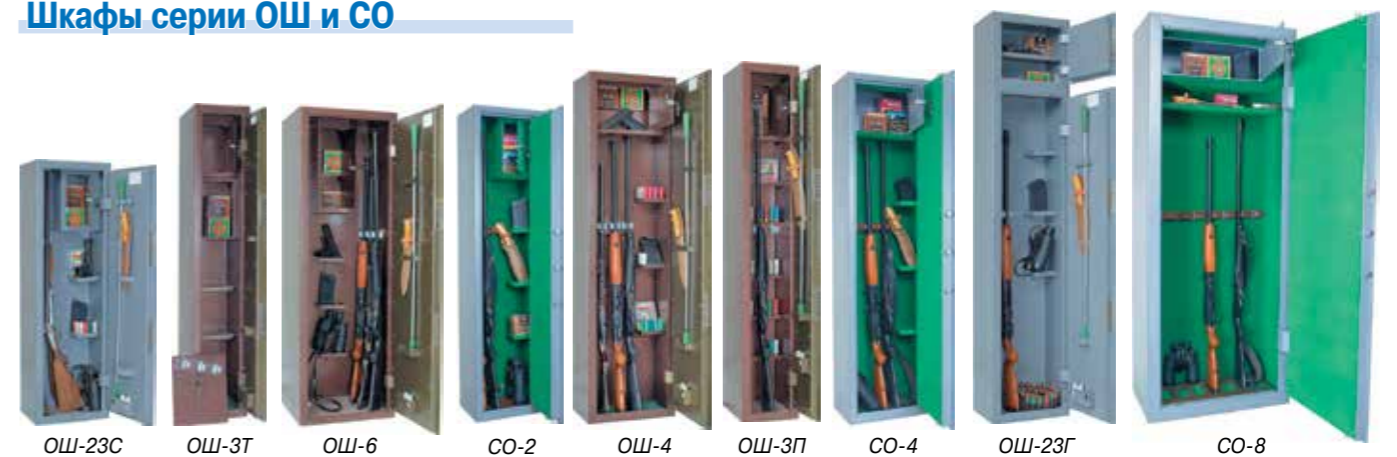 Шкафы серии ОШ и СО
ОШ-23С
ОШ-3Т
ОШ-6
СО-2
ОШ-4
ОШ-3П
СО-4
ОШ-23Г
СО-8